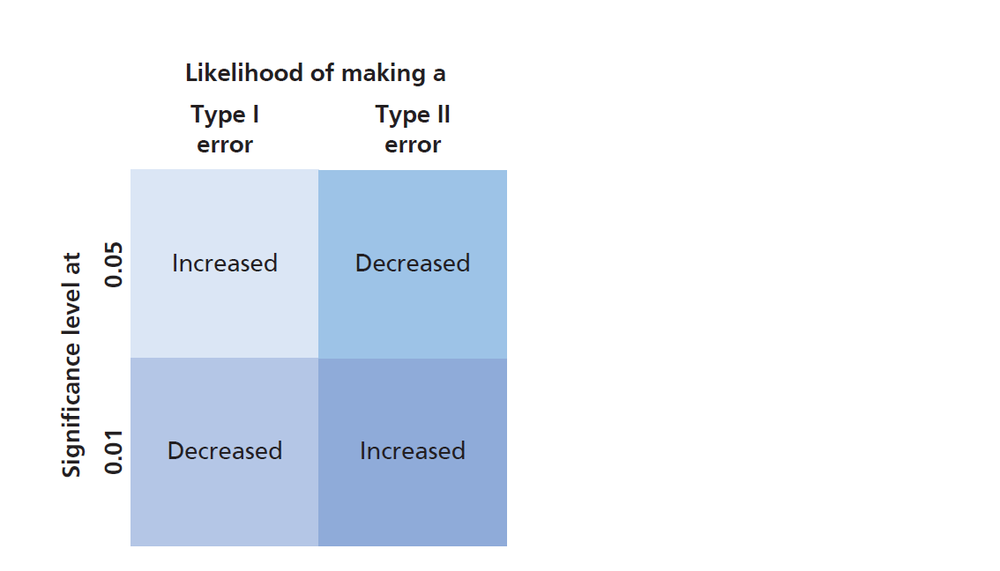 Likelihood of making a
Type I
error
Type II
error
Significance level at
0.05
Increased
Decreased
0.01
Decreased
Increased